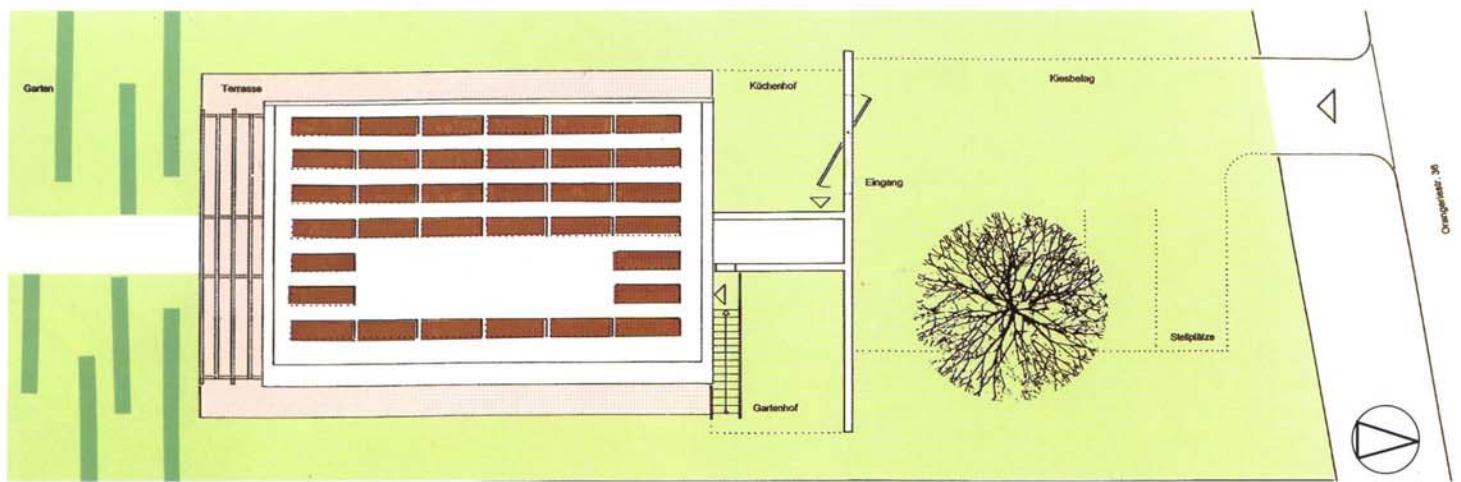 Garten
Terrasse
Küchenhof
Kiesbelag
Eingang
Orangeriestr. 36
Stellplätze
Gartenhof